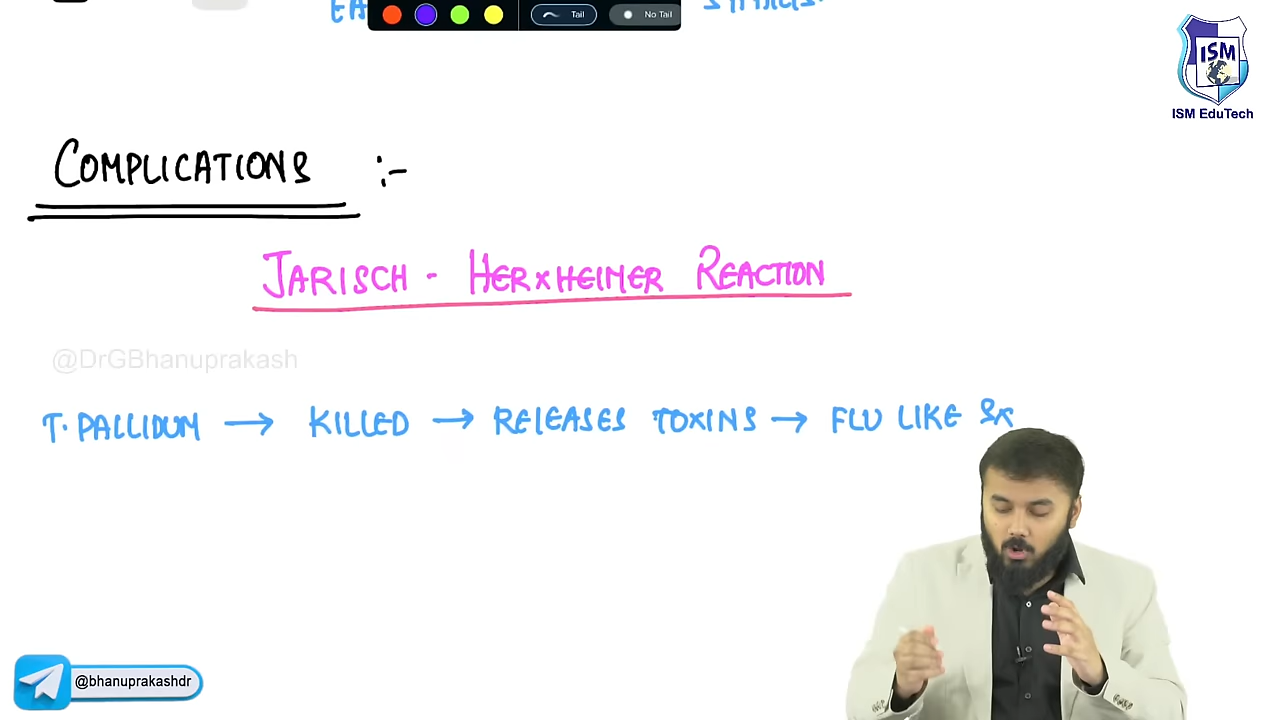 Tail
No Tail
ISM
ISM EduTech
COMPLICATIONS :-
JARISCH - HERXHEIMER REACTION
@DrGBhanuprakash
T. PALLIDUM → KILLED → RELEASES TOXINS → FLU LIKE Sx
@bhanuprakashdr